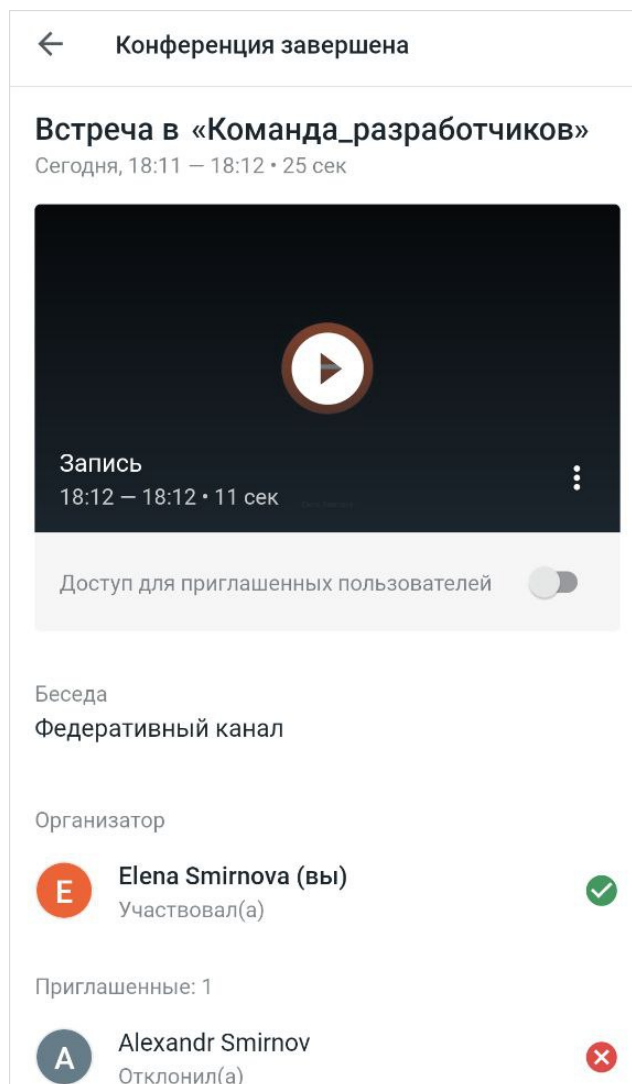 Конференция завершена
Встреча в «Команда_разработчиков»
Сегодня, 18:11 — 18:12 • 25 сек
Запись
18:12 — 18:12 • 11 сек
Доступ для приглашенных пользователей
Беседа
Федеративный канал
Организатор
E
Elena Smirnova (вы)
Участвовал(а)
Приглашенные: 1
A
Alexandr Smirnov
Отклонил(а)